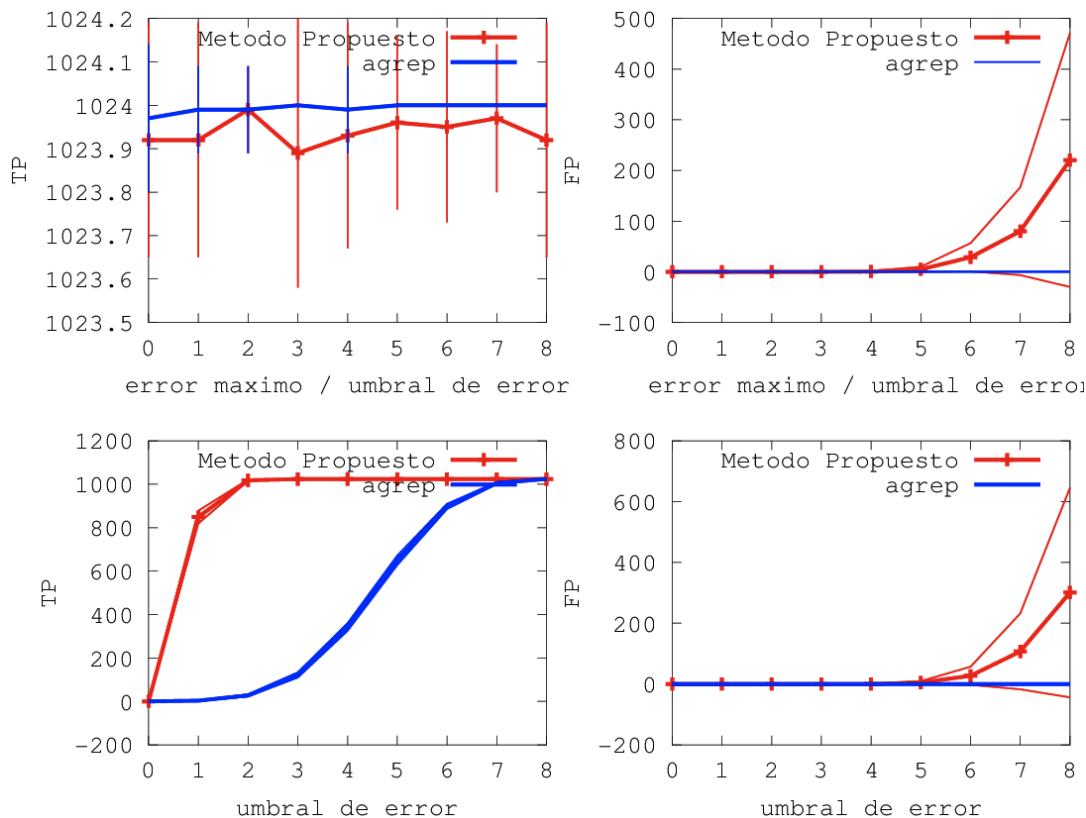 1024.2
1024.1
1024
1023.9
1023.8
1023.7
1023.6
1023.5
TP
Metodo Propuesto
agrep
0 1 2 3 4 5 6 7 8
error maximo / umbral de error
500
400
300
200
100
0
-100
FP
Metodo Propuesto
agrep
0 1 2 3 4 5 6 7 8
error maximo / umbral de error
1200
1000
800
600
400
200
0
-200
TP
Metodo Propuesto
agrep
0 1 2 3 4 5 6 7 8
umbral de error
800
600
400
200
0
-200
FP
Metodo Propuesto
agrep
0 1 2 3 4 5 6 7 8
umbral de error